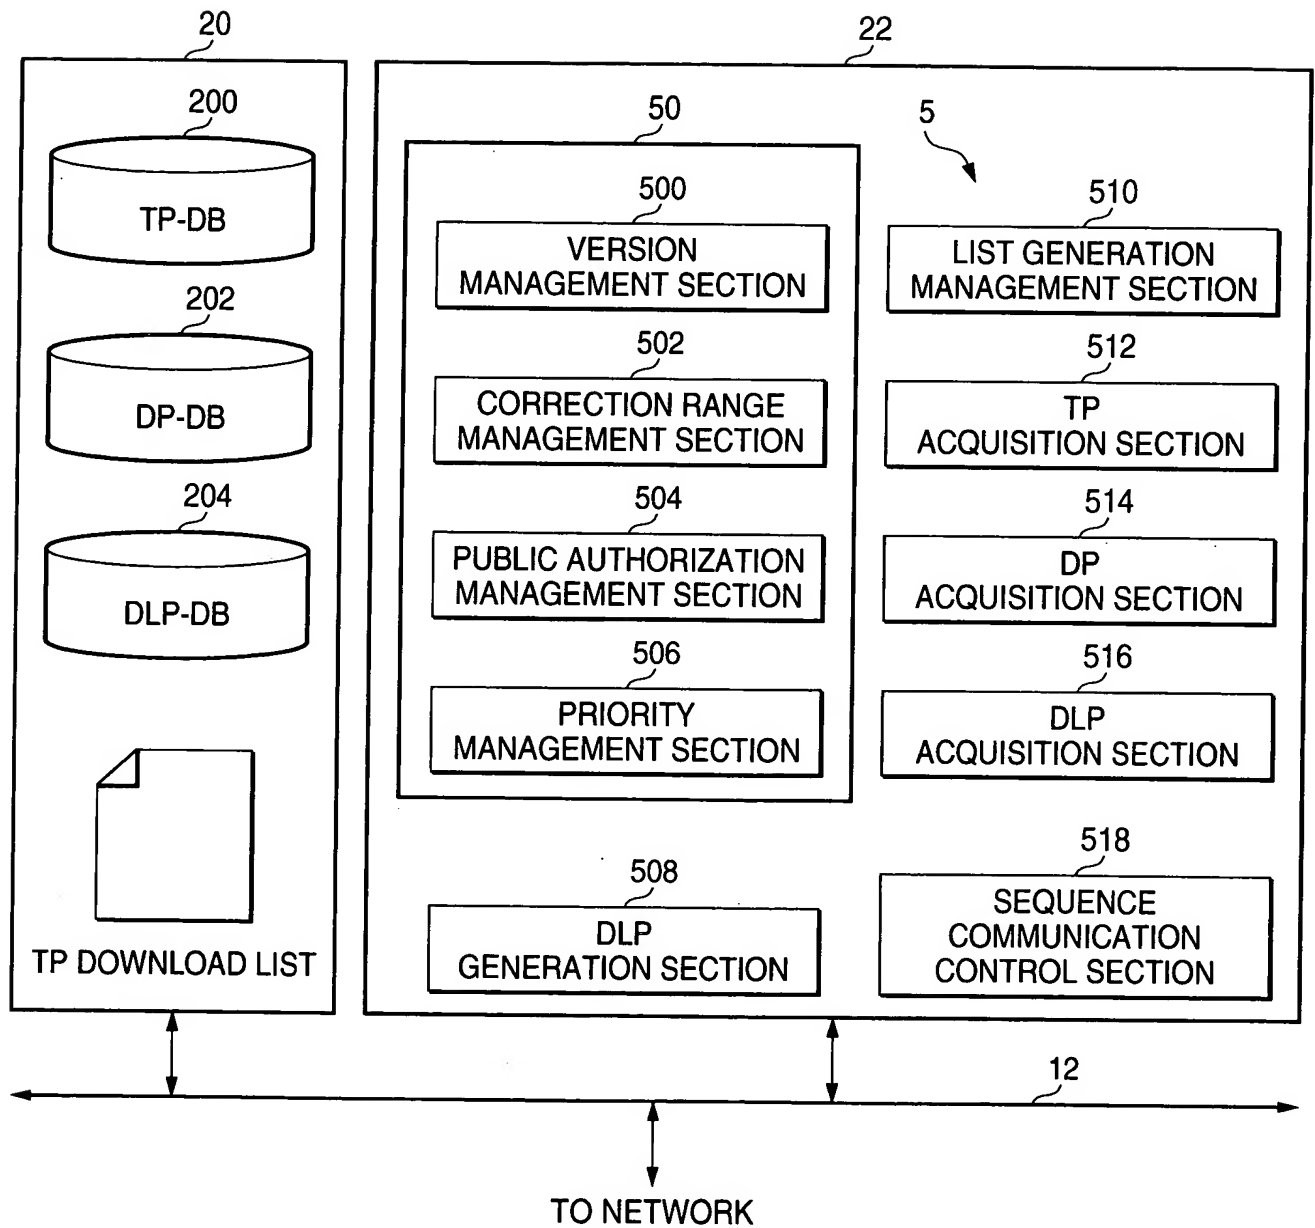 20
200
TP-DB
202
DP-DB
204
DLP-DB
TP DOWNLOAD LIST
22
50
5
500
VERSION
MANAGEMENT SECTION
502
CORRECTION RANGE
MANAGEMENT SECTION
504
PUBLIC AUTHORIZATION
MANAGEMENT SECTION
506
PRIORITY
MANAGEMENT SECTION
508
DLP
GENERATION SECTION
510
LIST GENERATION
MANAGEMENT SECTION
512
TP
ACQUISITION SECTION
514
DP
ACQUISITION SECTION
516
DLP
ACQUISITION SECTION
518
SEQUENCE
COMMUNICATION
CONTROL SECTION
12
TO NETWORK